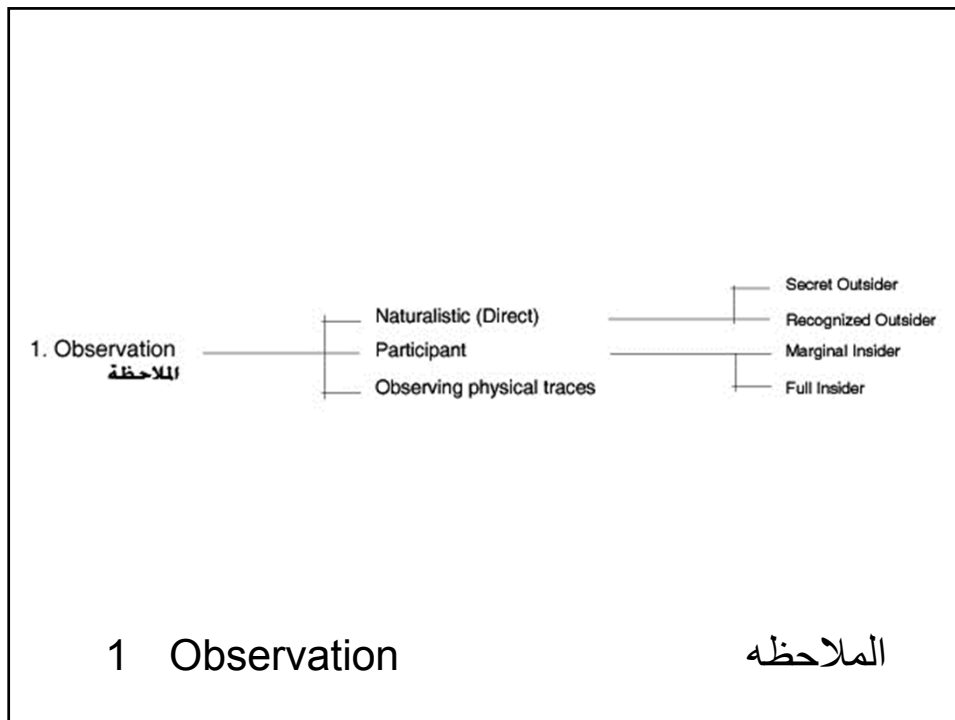 1. Observation
الملاحظة
Naturalistic (Direct)
Participant
Observing physical traces
Secret Outsider
Recognized Outsider
Marginal Insider
Full Insider
1 Observation الملاحظه